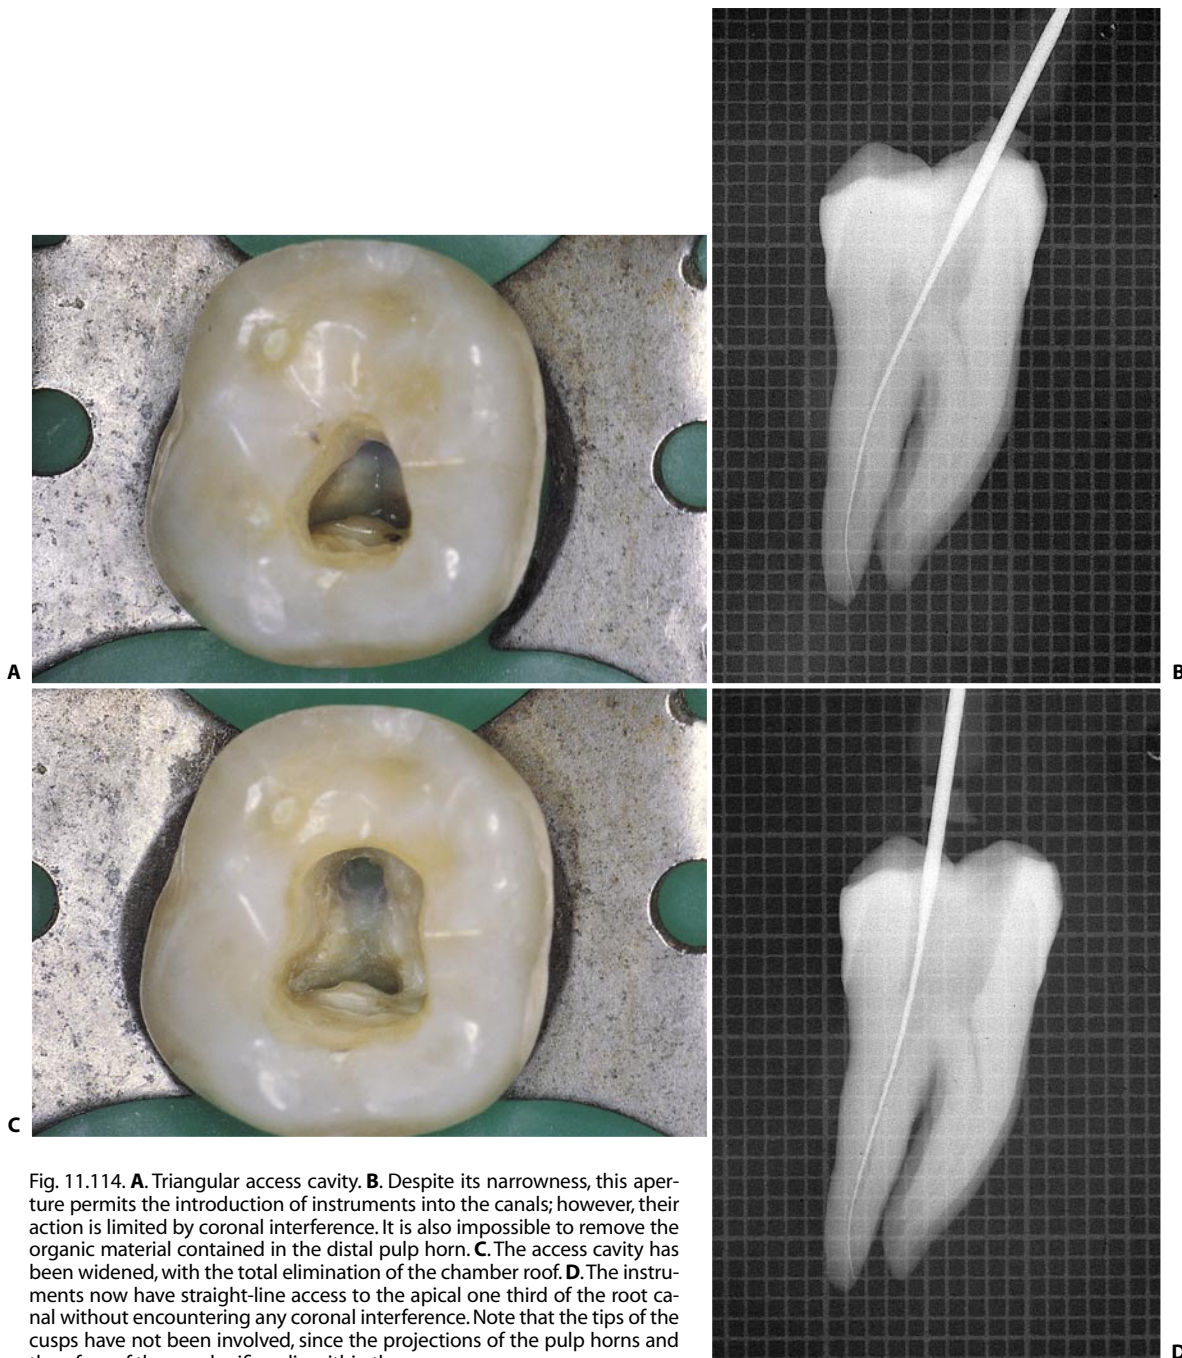 A
B
C
D
Fig. 11.114. A. Triangular access cavity. B. Despite its narrowness, this aper-
ture permits the introduction of instruments into the canals; however, their
action is limited by coronal interference. It is also impossible to remove the
organic material contained in the distal pulp horn. C. The access cavity has
been widened, with the total elimination of the chamber roof. D. The instru-
ments now have straight-line access to the apical one third of the root ca-
nal without encountering any coronal interference. Note that the tips of the
cusps have not been involved, since the projections of the pulp horns and